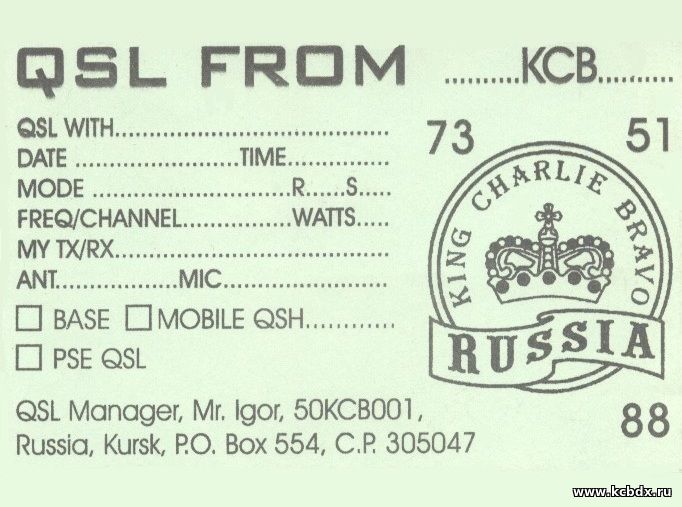 QSL FROM ..........KCB..........
QSL WITH..........................................
DATE .........................TIME...............
MODE ..............................R......S.....
FREQ/CHANNEL................WATTS.....
MY TX/RX..........................................
ANT..................MIC.........................
☐ BASE ☐ MOBILE QSH.............
☐ PSE QSL
QSL Manager, Mr. Igor, 50KCB001,
Russia, Kursk, P.O. Box 554, C.P. 305047
73 51
KING CHARLIE BRAVO
RUSSIA
88
www.kcbdx.ru